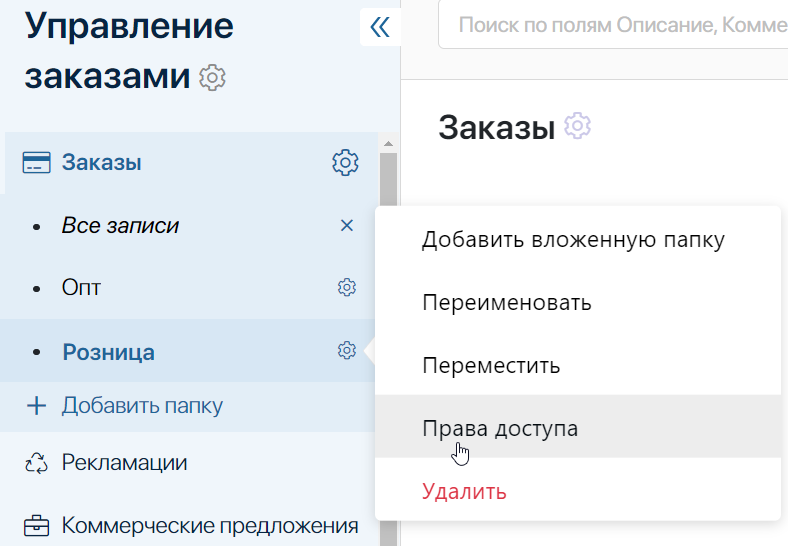 Управление
заказами
Заказы
Все записи
Опт
Розница
Добавить папку
Рекламации
Коммерческие предложения
Поиск по полям Описание, Комме
Заказы
Добавить вложенную папку
Переименовать
Переместить
Права доступа
Удалить